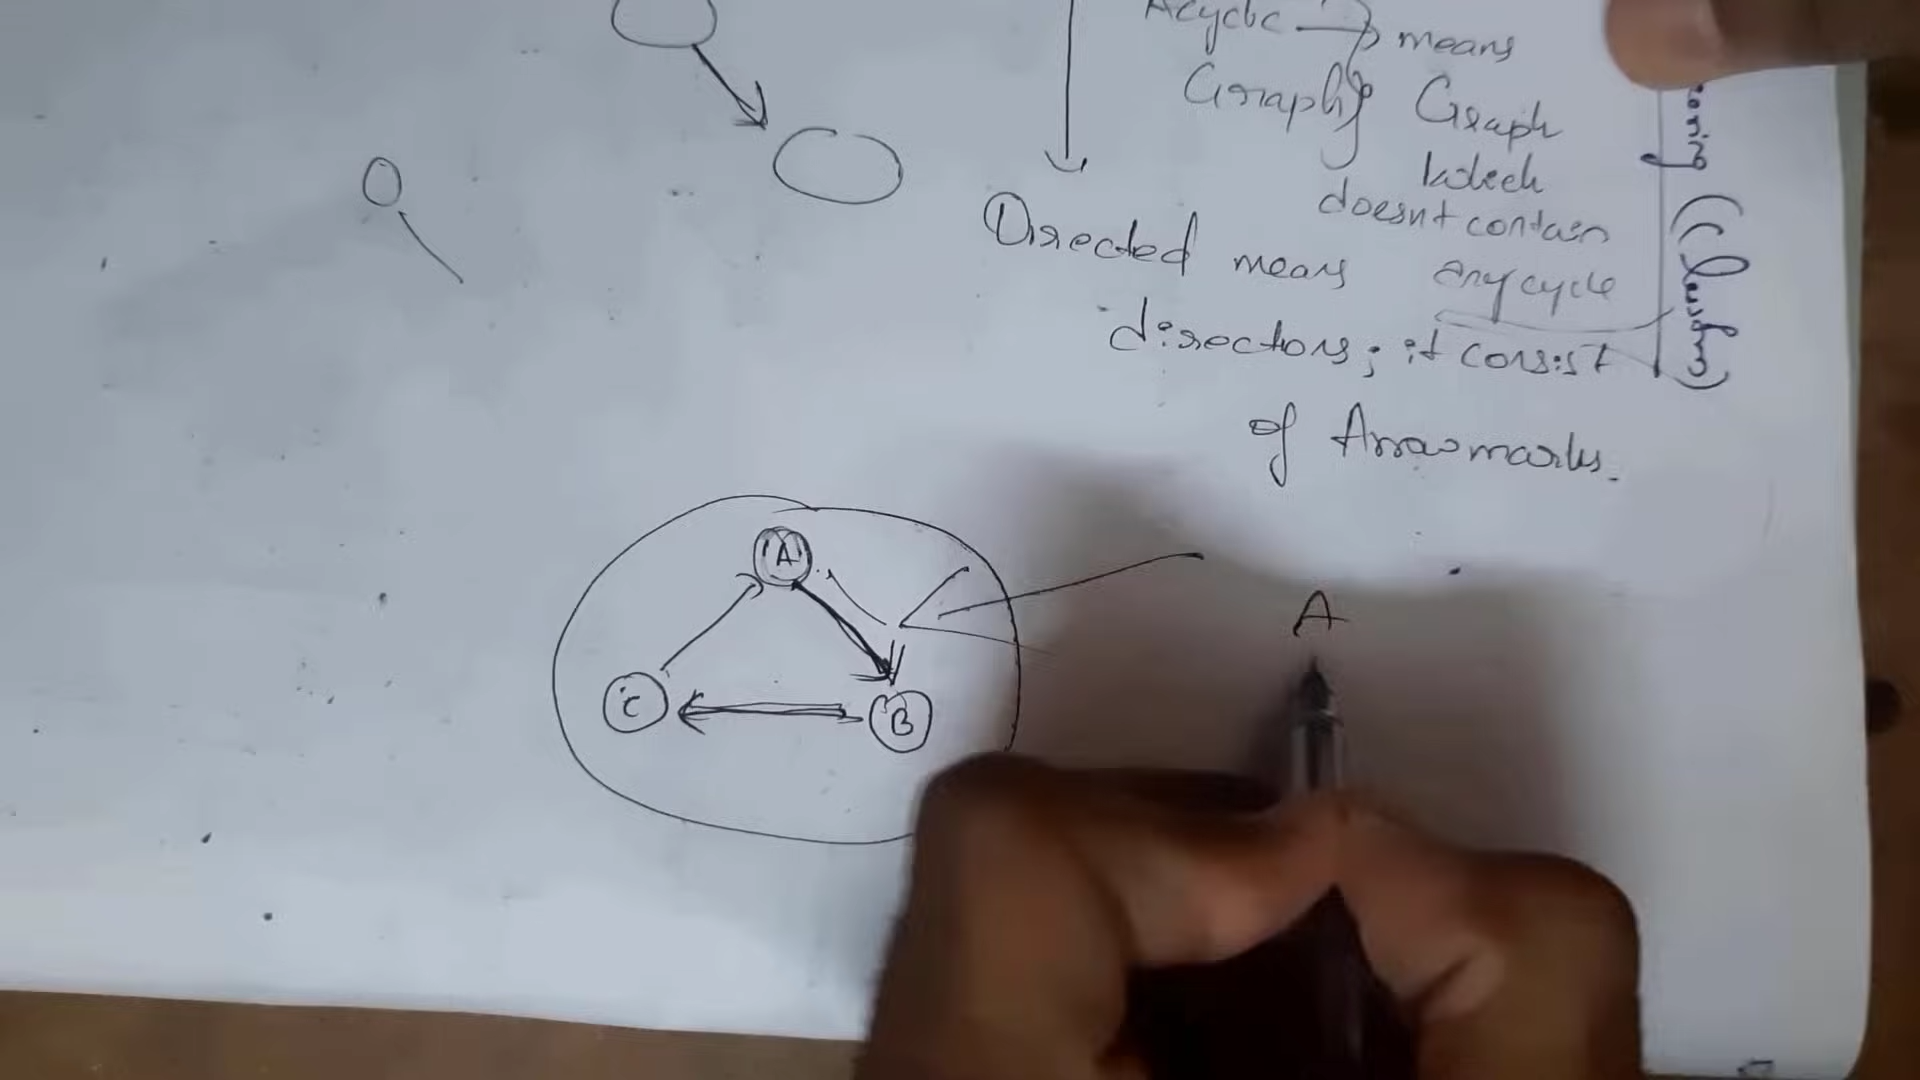 Acyclic → means
Graph Graph
which
doesnt contain
any cycle
Directed means
directions; it consist
of Arrowmarks.
A
A
C
B